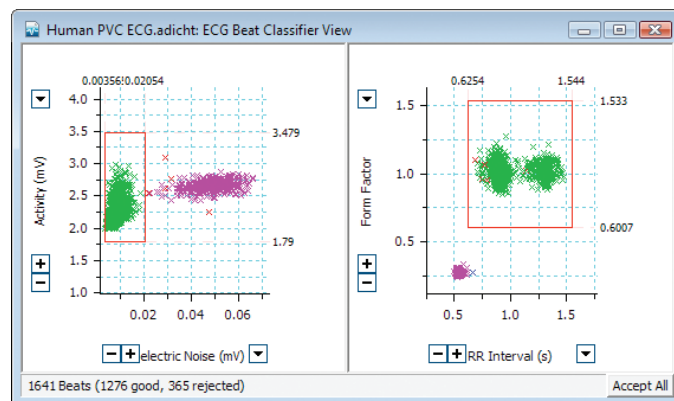 Human PVC ECG.adicht: ECG Beat Classifier View
0.00356 0.02054
4.0
3.5
3.479
3.0
2.5
2.0
1.79
1.5
1.0
Activity (mV)
0.02 0.04 0.06
electric Noise (mV)
0.6254 1.544
1.5
1.533
1.0
0.6007
0.5
Form Factor
0.5 1.0 1.5
RR Interval (s)
1641 Beats (1276 good, 365 rejected)
Accept All